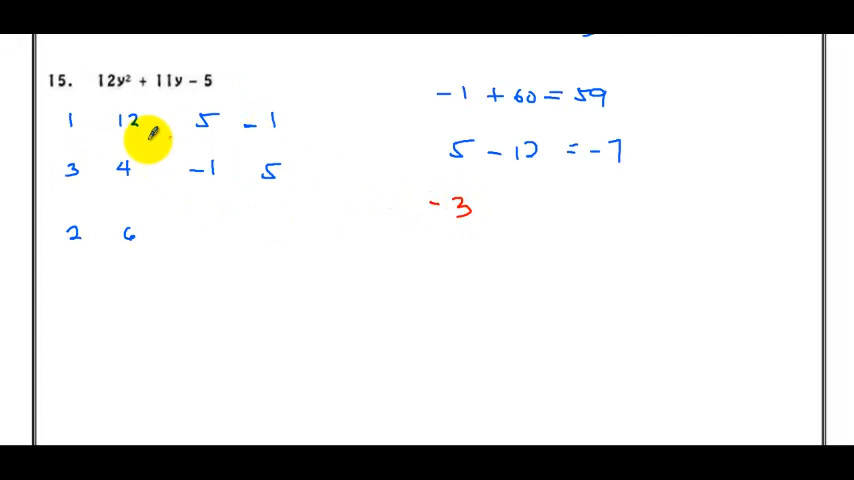 15. 12y² + 11y - 5
1 12 5 - 1 -1 + 60 = 59
3 4 -1 5 5 - 12 = -7
2 6 - 3